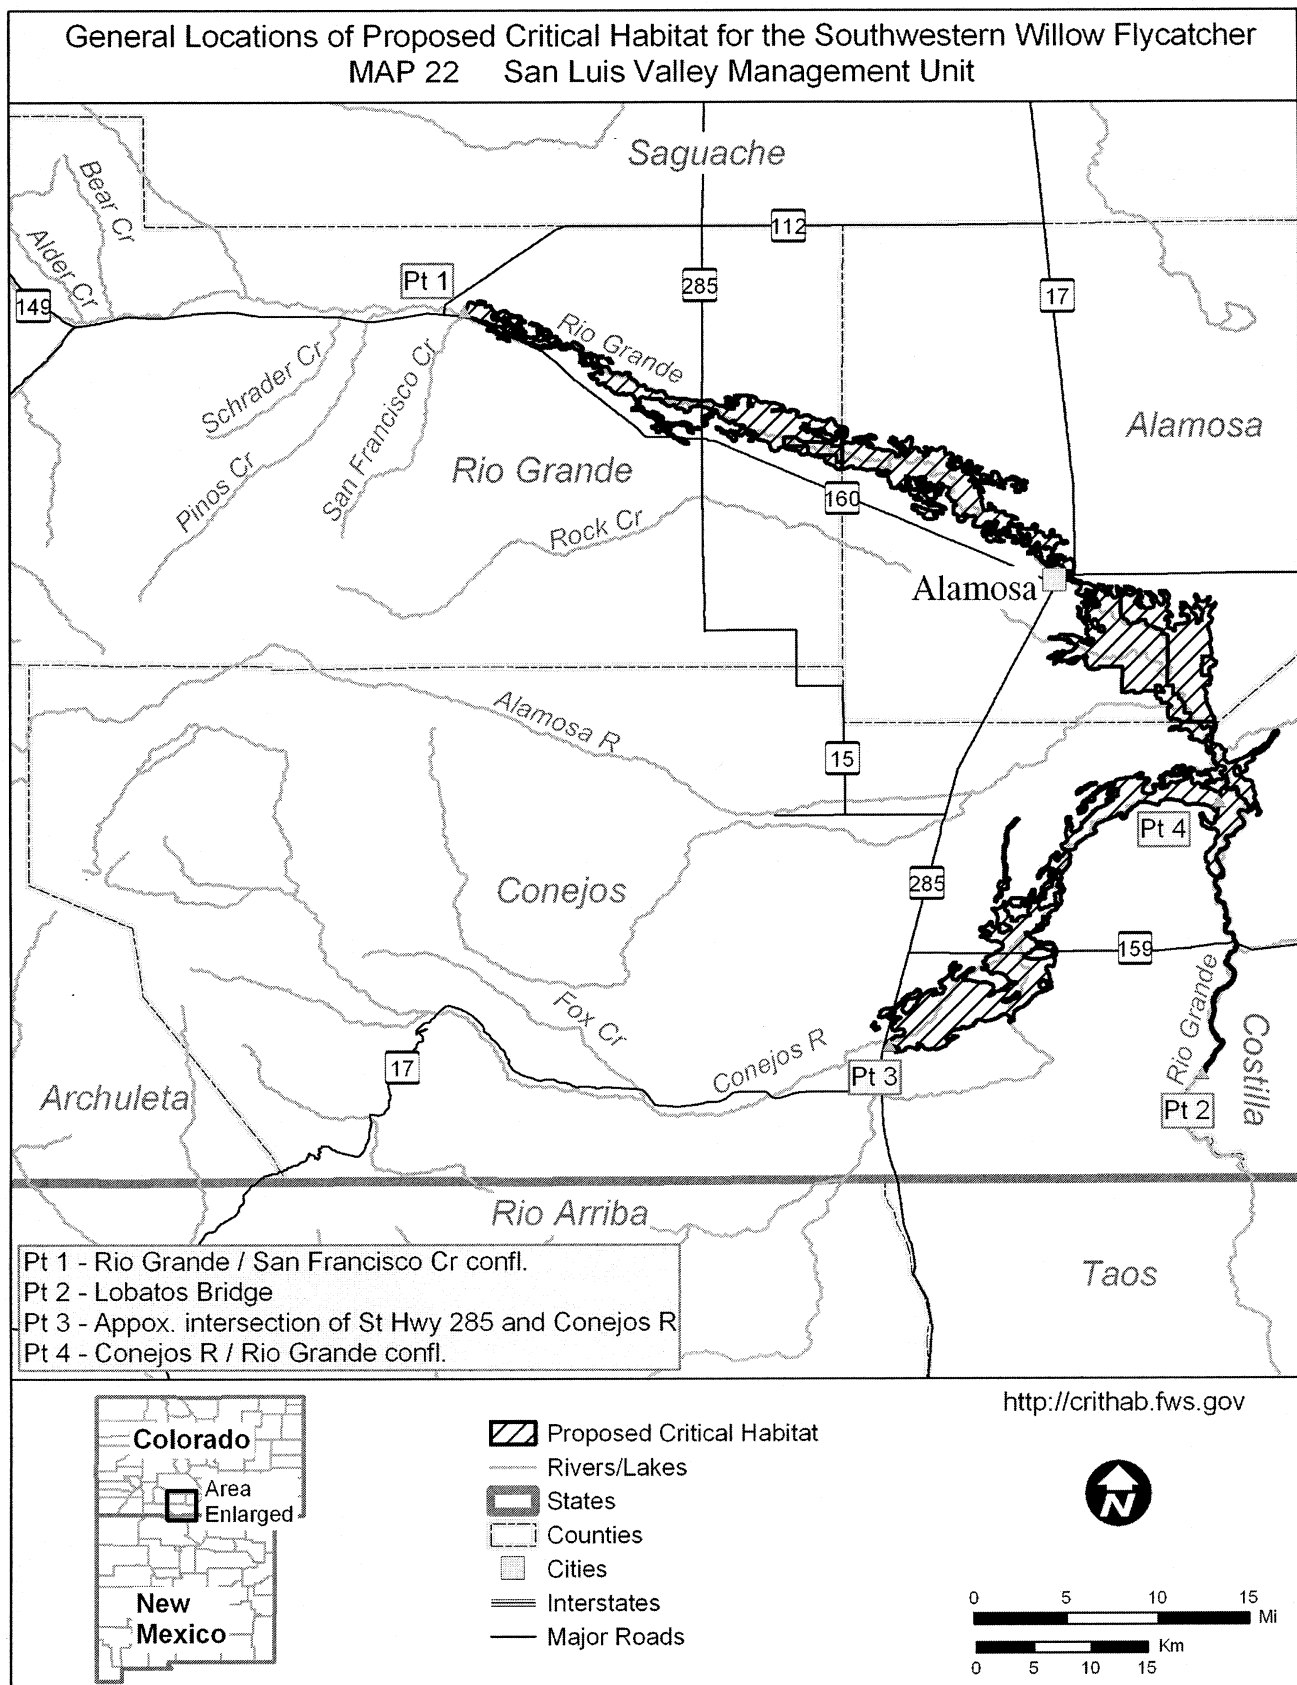 General Locations of Proposed Critical Habitat for the Southwestern Willow Flycatcher
MAP 22 San Luis Valley Management Unit
Saguache
Bear Cr
Alder Cr
112
Pt 1
285
17
149
Rio Grande
Schrader Cr
San Francisco Cr
Pinos Cr
Alamosa
Rio Grande
160
Rock Cr
Alamosa
Alamosa R
15
Pt 4
285
Conejos
159
Fox Cr
Rio Grande
Costilla
Conejos R
17
Pt 3
Archuleta
Pt 2
Rio Arriba
Taos
Pt 1 - Rio Grande / San Francisco Cr confl.
Pt 2 - Lobatos Bridge
Pt 3 - Appox. intersection of St Hwy 285 and Conejos R
Pt 4 - Conejos R / Rio Grande confl.
Colorado
Area
Enlarged
New
Mexico
Proposed Critical Habitat
Rivers/Lakes
States
Counties
Cities
Interstates
Major Roads
http://crithab.fws.gov
N
0 5 10 15
Mi
Km
0 5 10 15